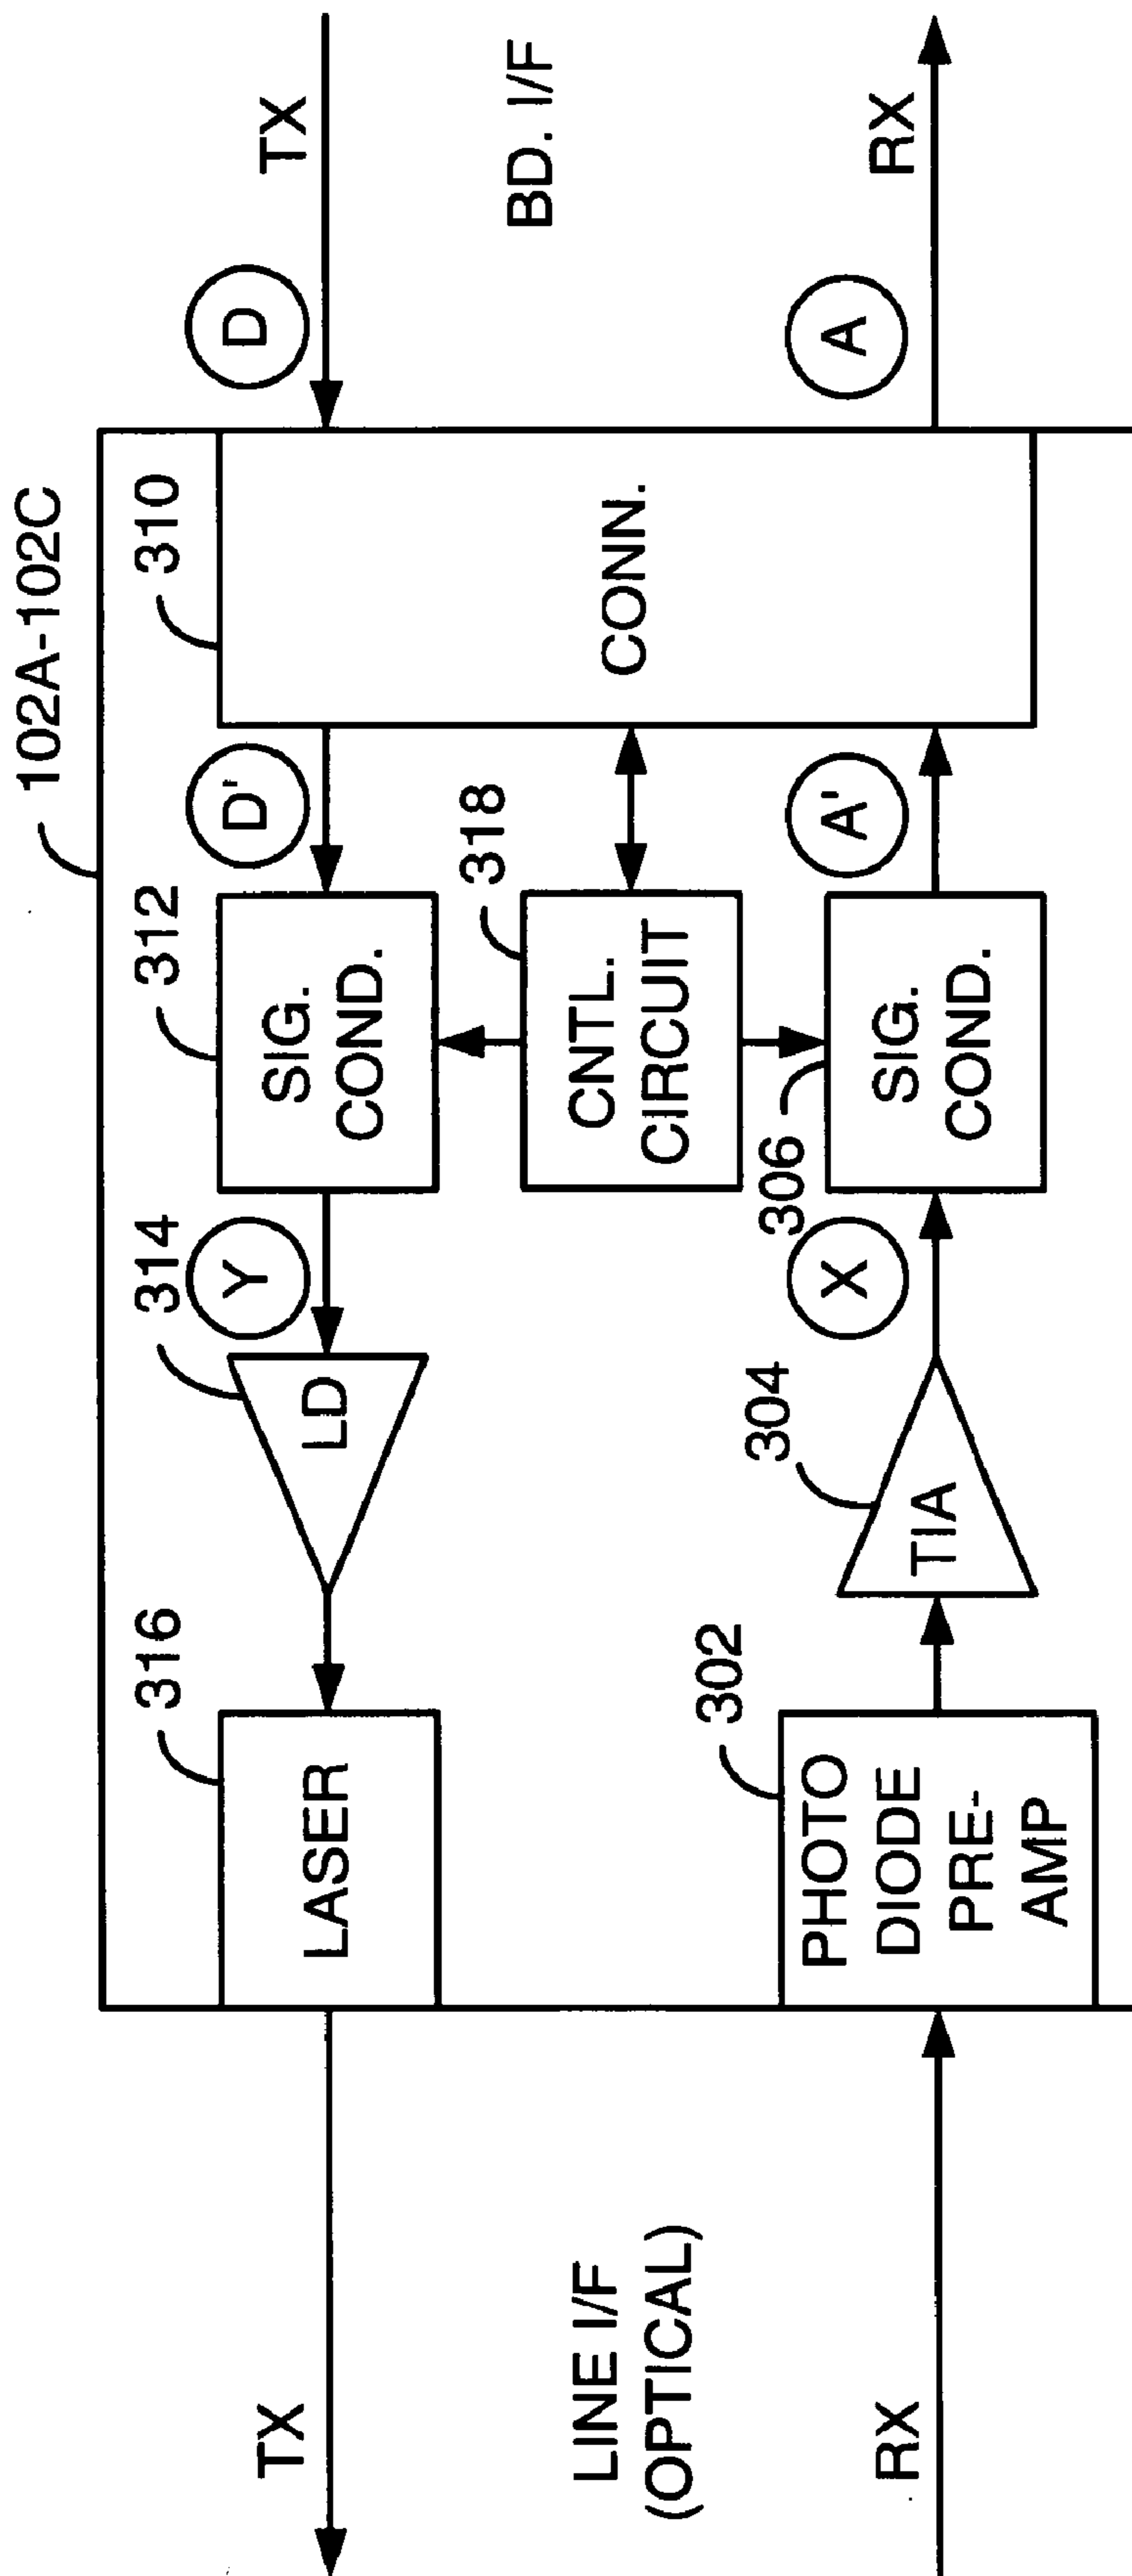 102A-102C
316
314
312
310
TX
LASER
LD
Y
SIG.
COND.
D'
D
TX
318
LINE I/F
(OPTICAL)
CNTL.
CIRCUIT
CONN.
BD. I/F
302
304
306
RX
PHOTO
DIODE
PRE-
AMP
TIA
X
SIG.
COND.
A'
A
RX